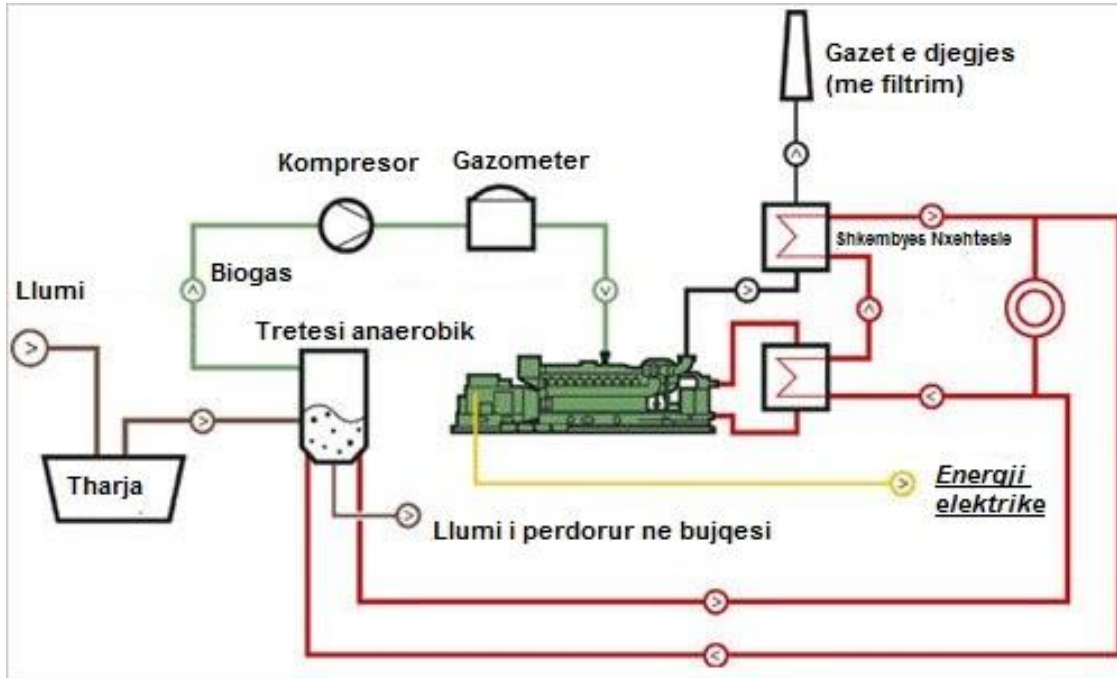 Gazet e djegjes
(me filtrim)
Kompresor
Gazometer
Shkembyes Nxehtesie
Biogas
Llumi
Tretesi anaerobik
Tharja
Energji
elektrike
Llumi i perdorur ne bujqesi